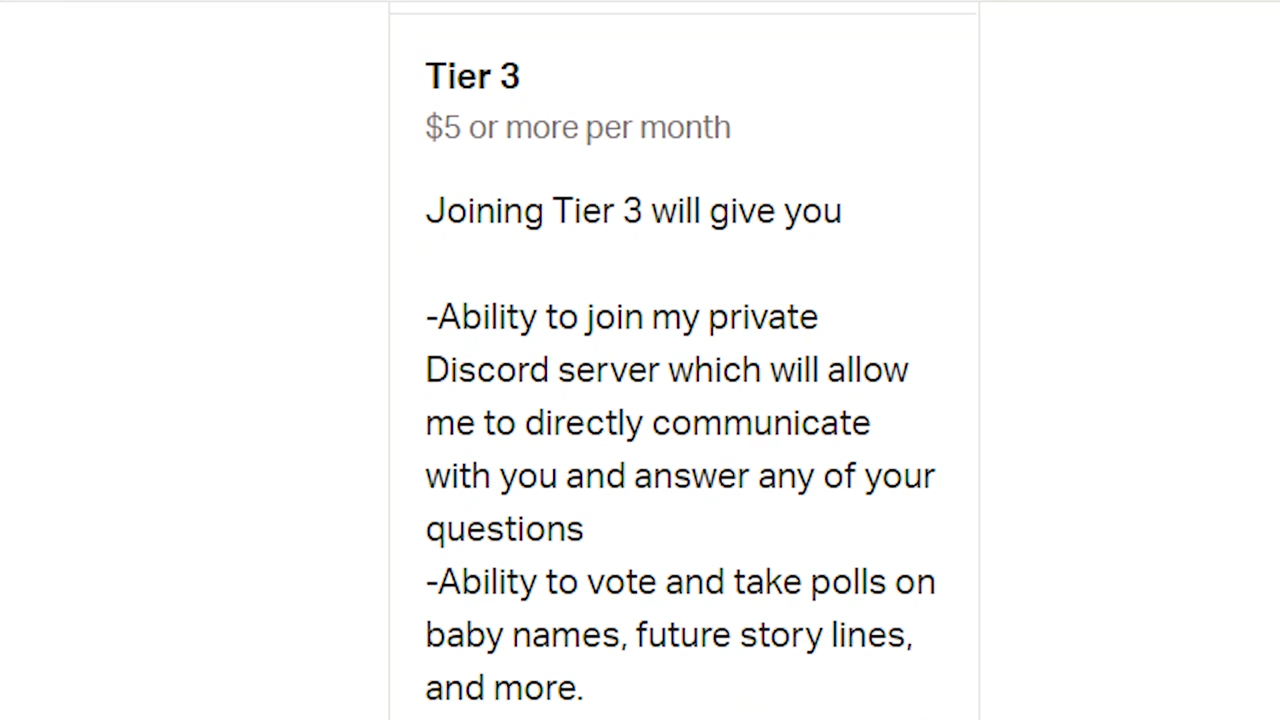 Tier 3
$5 or more per month
Joining Tier 3 will give you
-Ability to join my private
Discord server which will allow
me to directly communicate
with you and answer any of your
questions
-Ability to vote and take polls on
baby names, future story lines,
and more.